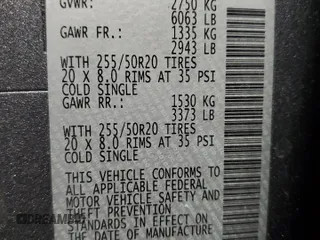 GVWR: 2750 KG
6063 LB
GAWR FR.: 1335 KG
2943 LB
WITH 255/50R20 TIRES
20 X 8.0 RIMS AT 35 PSI
COLD SINGLE
GAWR RR.: 1530 KG
3373 LB
WITH 255/50R20 TIRES
20 X 8.0 RIMS AT 35 PSI
COLD SINGLE
THIS VEHICLE CONFORMS TO
ALL APPLICABLE FEDERAL
MOTOR VEHICLE SAFETY AND
THEFT PREVENTION
STANDARDS IN EFFECT ON
THE DATE OF MANUFACTURE